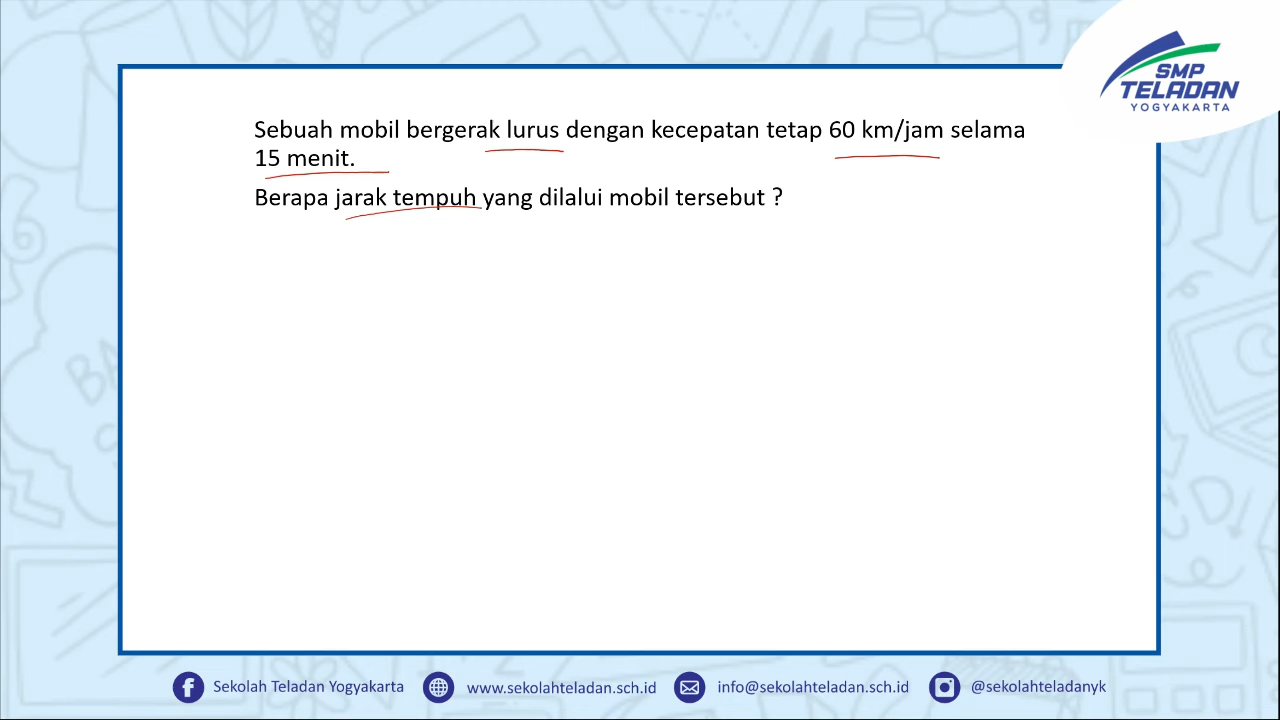 SMP
TELADAN
YOGYAKARTA
Sebuah mobil bergerak lurus dengan kecepatan tetap 60 km/jam selama
15 menit.
Berapa jarak tempuh yang dilalui mobil tersebut ?
Sekolah Teladan Yogyakarta
www.sekolahteladan.sch.id
info@sekolahteladan.sch.id
@sekolahteladanyk